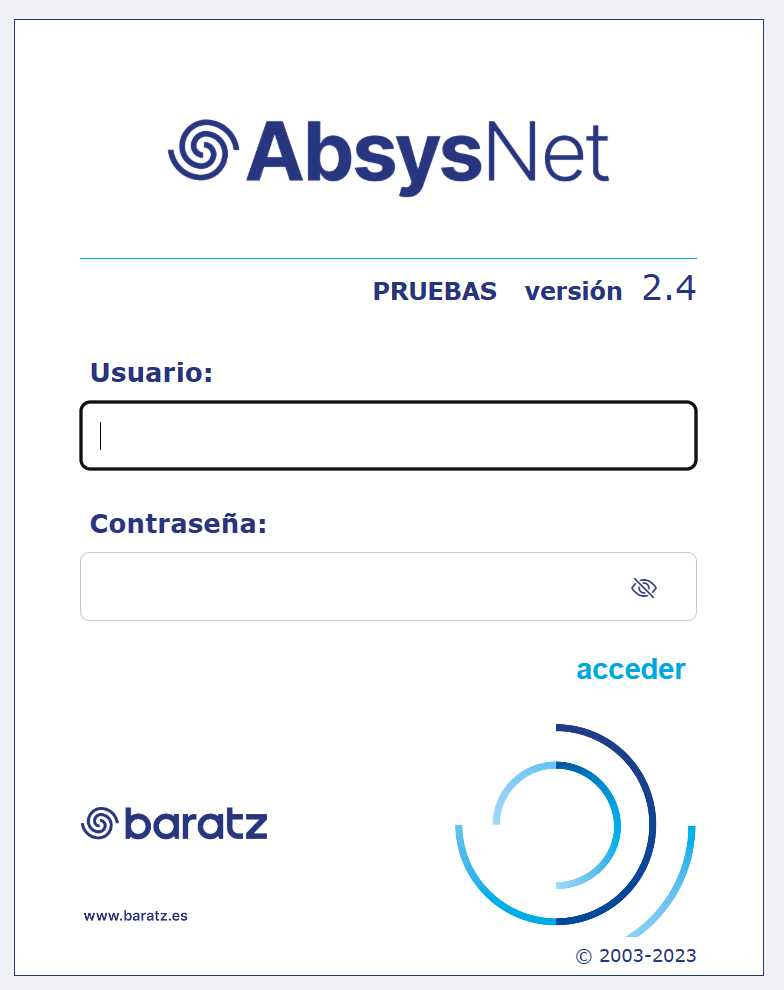 AbsysNet
PRUEBAS versión 2.4
Usuario:
Contraseña:
acceder
baratz
www.baratz.es
© 2003-2023